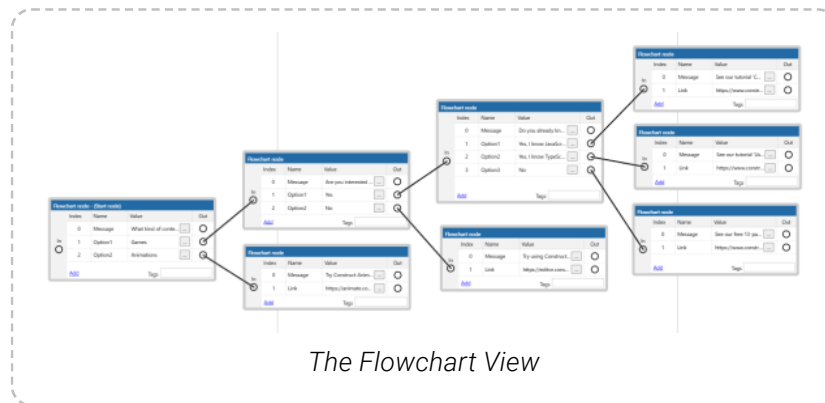 Flowchart node - (Start node)
Index Name Value Out
In
0 Message What kind of conte... ...
1 Option1 Games ...
2 Option2 Animations ...
Add Tags
Flowchart node
Index Name Value Out
In
0 Message Are you interested ... ...
1 Option1 Yes ...
2 Option2 No ...
Add Tags
Flowchart node
Index Name Value Out
In
0 Message Try Construct Anim... ...
1 Link https://animate.co... ...
Add Tags
Flowchart node
Index Name Value Out
In
0 Message Do you already kn... ...
1 Option1 Yes, I know JavaScr... ...
2 Option2 Yes, I know TypeSc... ...
3 Option3 No ...
Add Tags
Flowchart node
Index Name Value Out
In
0 Message Try using Construct... ...
1 Link https://editor.cons... ...
Add Tags
Flowchart node
Index Name Value Out
In
0 Message See our tutorial 'C... ...
1 Link https://www.constr... ...
Add Tags
Flowchart node
Index Name Value Out
In
0 Message See our tutorial 'Us... ...
1 Link https://www.constr... ...
Add Tags
Flowchart node
Index Name Value Out
In
0 Message See our free 13-pa... ...
1 Link https://www.constr... ...
Add Tags
The Flowchart View